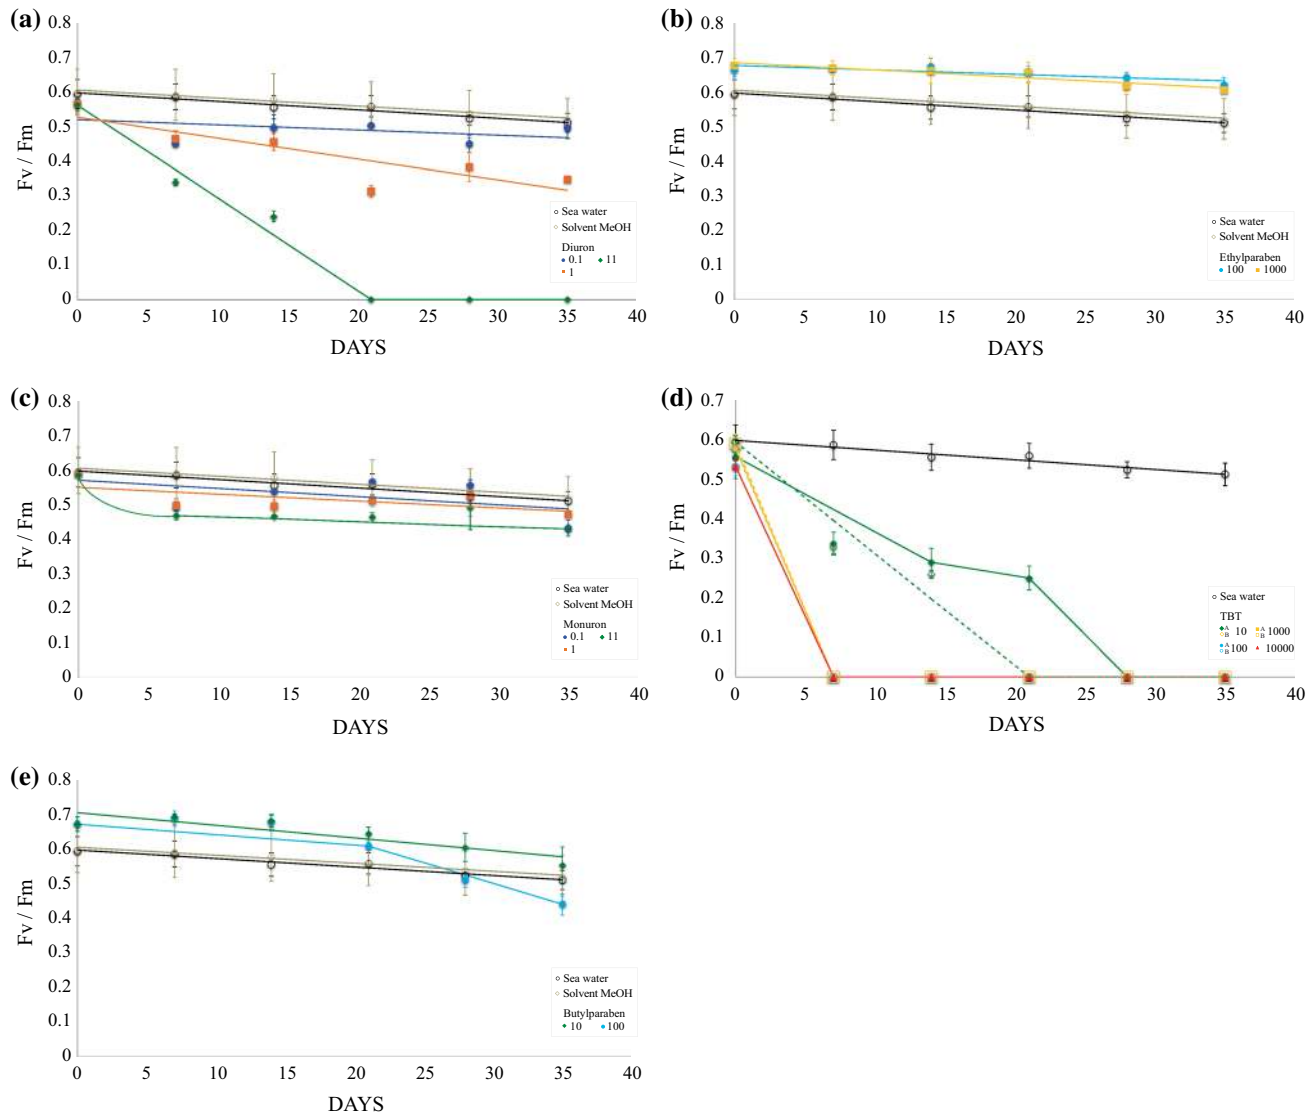 (a)
0.8
0.7
0.6
0.5
0.4
0.3
0.2
0.1
0
Fv / Fm
Sea water
Solvent MeOH
Diuron
0.1 11
1
0 5 10 15 20 25 30 35 40
DAYS
(b)
0.8
0.7
0.6
0.5
0.4
0.3
0.2
0.1
0
Fv / Fm
Sea water
Solvent MeOH
Ethylparaben
100 1000
0 5 10 15 20 25 30 35 40
DAYS
(c)
0.8
0.7
0.6
0.5
0.4
0.3
0.2
0.1
0
Fv / Fm
Sea water
Solvent MeOH
Monuron
0.1 11
1
0 5 10 15 20 25 30 35 40
DAYS
(d)
0.7
0.6
0.5
0.4
0.3
0.2
0.1
0
Fv / Fm
Sea water
TBT
A B 10 A B 1000
A B 100 10000
0 5 10 15 20 25 30 35 40
DAYS
(e)
0.8
0.7
0.6
0.5
0.4
0.3
0.2
0.1
0
Fv / Fm
Sea water
Solvent MeOH
Butylparaben
10 100
0 5 10 15 20 25 30 35 40
DAYS